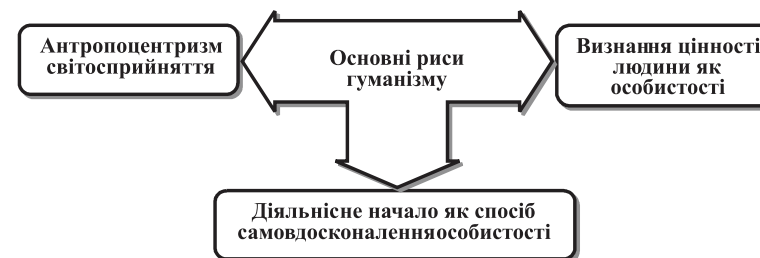 Антропоцентризм
світосприйняття
Основні риси
гуманізму
Визнання цінності
людини як
особистості
Діяльнісне начало як спосіб
самовдосконаленняособистості